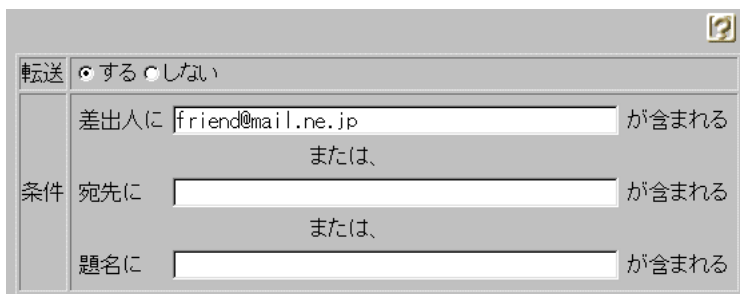 転送 する しない
差出人に friend@mail.ne.jp が含まれる
または、
条件 宛先に が含まれる
または、
題名に が含まれる